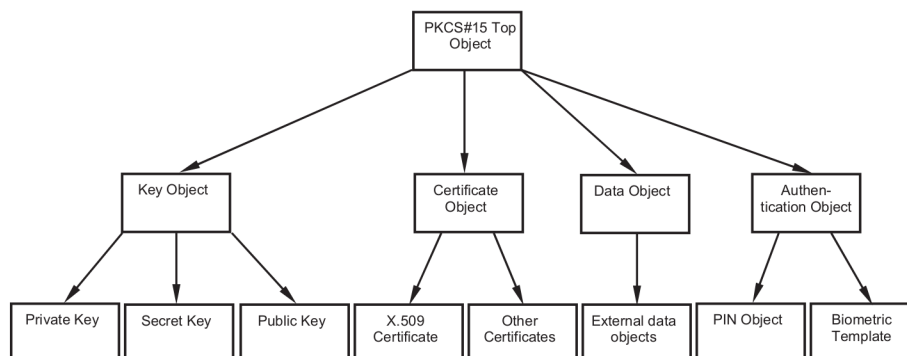 PKCS#15 Top
Object
Key Object
Certificate
Object
Data Object
Authen-
tication Object
Private Key
Secret Key
Public Key
X.509
Certificate
Other
Certificates
External data
objects
PIN Object
Biometric
Template